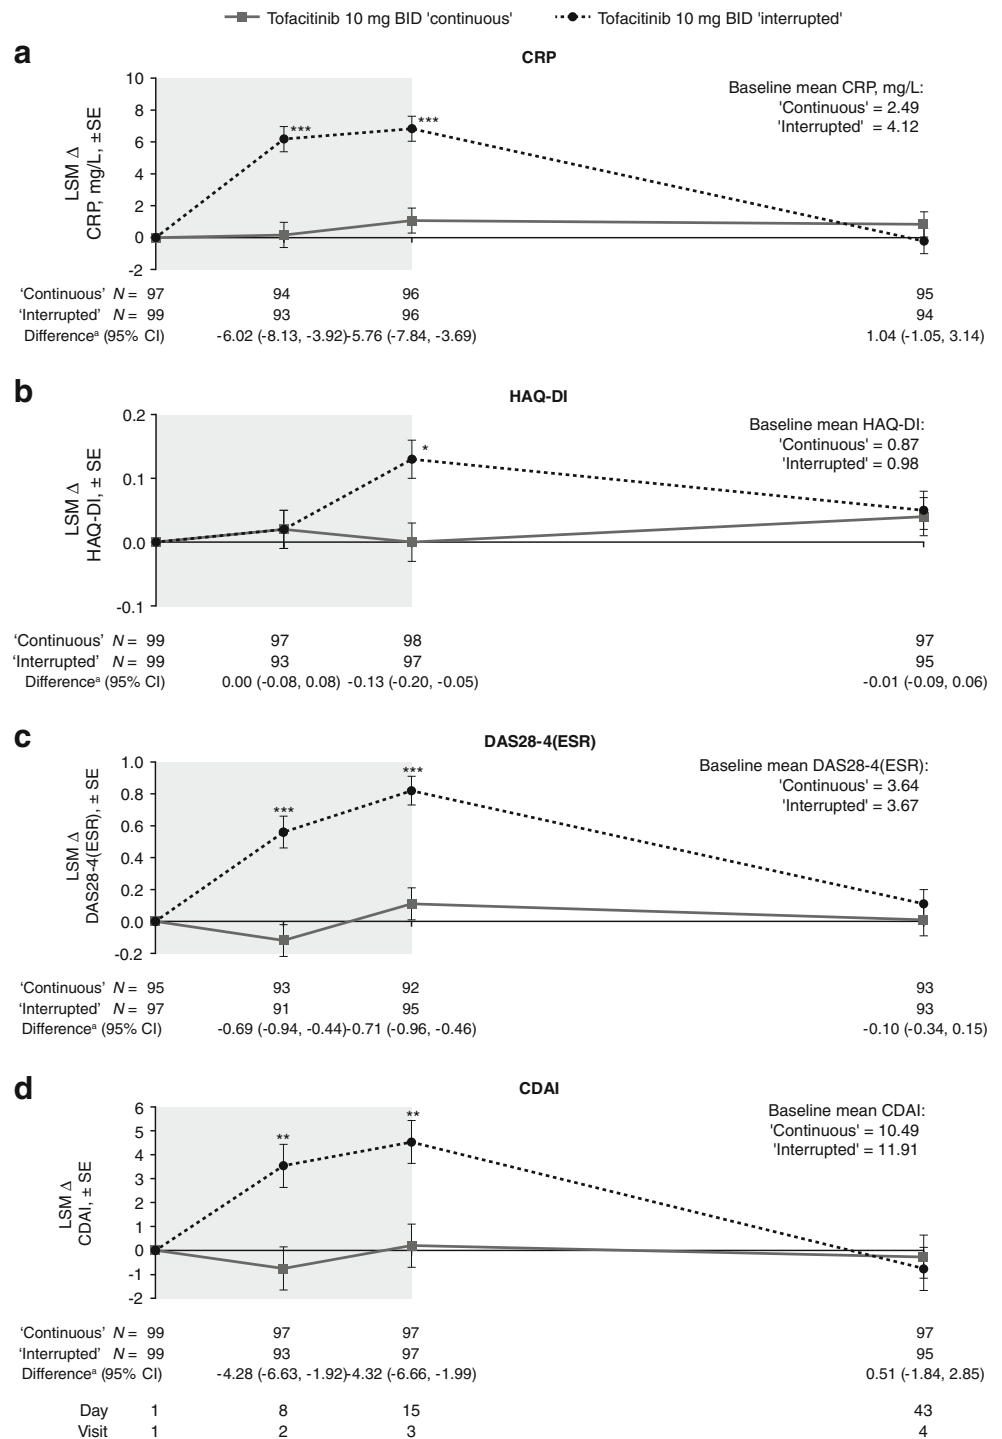 Tofacitinib 10 mg BID 'continuous' Tofacitinib 10 mg BID 'interrupted'
a
CRP
LSM Δ
CRP, mg/L, ±SE
10
8
6
4
2
0
-2
***
***
Baseline mean CRP, mg/L:
'Continuous' = 2.49
'Interrupted' = 4.12
‘Continuous’ N = 97 94 96 95
‘Interrupted’ N = 99 93 96 94
Differenceᵃ (95% CI) -6.02 (-8.13, -3.92)-5.76 (-7.84, -3.69) 1.04 (-1.05, 3.14)
b
HAQ-DI
LSM Δ
HAQ-DI, ± SE
0.2
0.1
0.0
-0.1
*
Baseline mean HAQ-DI:
'Continuous' = 0.87
'Interrupted' = 0.98
‘Continuous’ N = 99 97 98 97
‘Interrupted’ N = 99 93 97 95
Differenceᵃ (95% CI) 0.00 (-0.08, 0.08) -0.13 (-0.20, -0.05) -0.01 (-0.09, 0.06)
c
DAS28-4(ESR)
LSM Δ
DAS28-4(ESR), ± SE
1.0
0.8
0.6
0.4
0.2
0.0
-0.2
***
***
Baseline mean DAS28-4(ESR):
'Continuous' = 3.64
'Interrupted' = 3.67
‘Continuous’ N = 95 93 92 93
‘Interrupted’ N = 97 91 95 93
Differenceᵃ (95% CI) -0.69 (-0.94, -0.44)-0.71 (-0.96, -0.46) -0.10 (-0.34, 0.15)
d
CDAI
LSM Δ
CDAI, ± SE
6
5
4
3
2
1
0
-1
-2
**
**
Baseline mean CDAI:
'Continuous' = 10.49
'Interrupted' = 11.91
‘Continuous’ N = 99 97 97 97
‘Interrupted’ N = 99 93 97 95
Differenceᵃ (95% CI) -4.28 (-6.63, -1.92)-4.32 (-6.66, -1.99) 0.51 (-1.84, 2.85)
Day 1 8 15 43
Visit 1 2 3 4